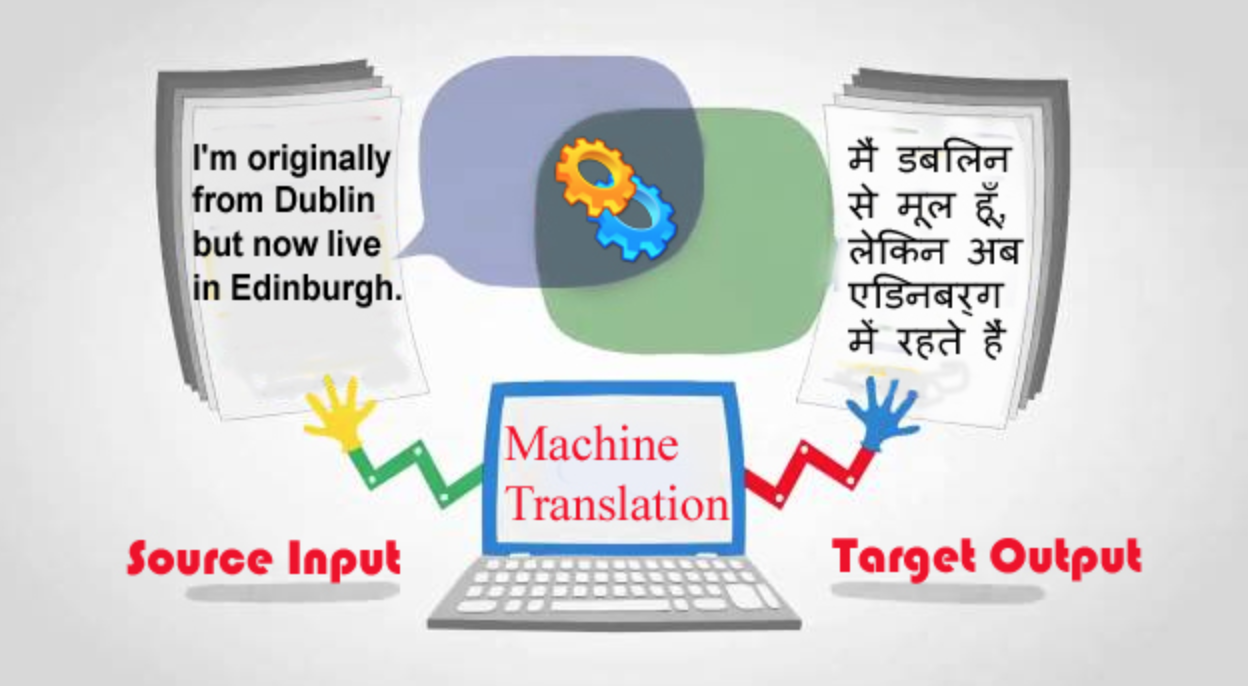 I'm originally
from Dublin
but now live
in Edinburgh.
मैं डबलिन
से मूल हूँ,
लेकिन अब
एडिनबर्ग
में रहते हैं
Machine
Translation
Source Input
Target Output